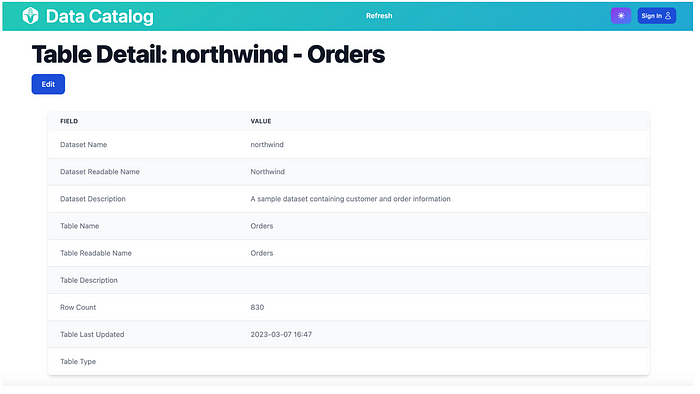 Data Catalog Refresh Sign In
Table Detail: northwind - Orders
Edit
FIELD VALUE
Dataset Name northwind
Dataset Readable Name Northwind
Dataset Description A sample dataset containing customer and order information
Table Name Orders
Table Readable Name Orders
Table Description
Row Count 830
Table Last Updated 2023-03-07 16:47
Table Type